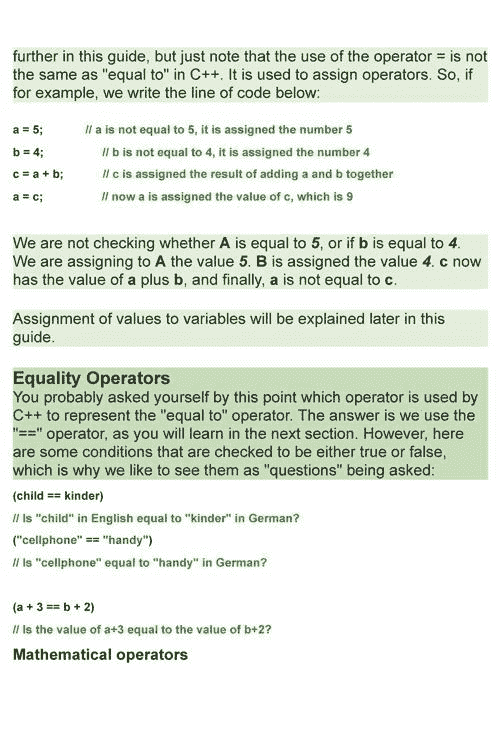 further in this guide, but just note that the use of the operator = is not
the same as "equal to" in C++. It is used to assign operators. So, if
for example, we write the line of code below:
a = 5; // a is not equal to 5, it is assigned the number 5
b = 4; // b is not equal to 4, it is assigned the number 4
c = a + b; // c is assigned the result of adding a and b together
a = c; // now a is assigned the value of c, which is 9
We are not checking whether A is equal to 5, or if b is equal to 4.
We are assigning to A the value 5. B is assigned the value 4. c now
has the value of a plus b, and finally, a is not equal to c.
Assignment of values to variables will be explained later in this
guide.
Equality Operators
You probably asked yourself by this point which operator is used by
C++ to represent the "equal to" operator. The answer is we use the
"==" operator, as you will learn in the next section. However, here
are some conditions that are checked to be either true or false,
which is why we like to see them as "questions" being asked:
(child == kinder)
// Is "child" in English equal to "kinder" in German?
("cellphone" == "handy")
// Is "cellphone" equal to "handy" in German?
(a + 3 == b + 2)
// Is the value of a+3 equal to the value of b+2?
Mathematical operators